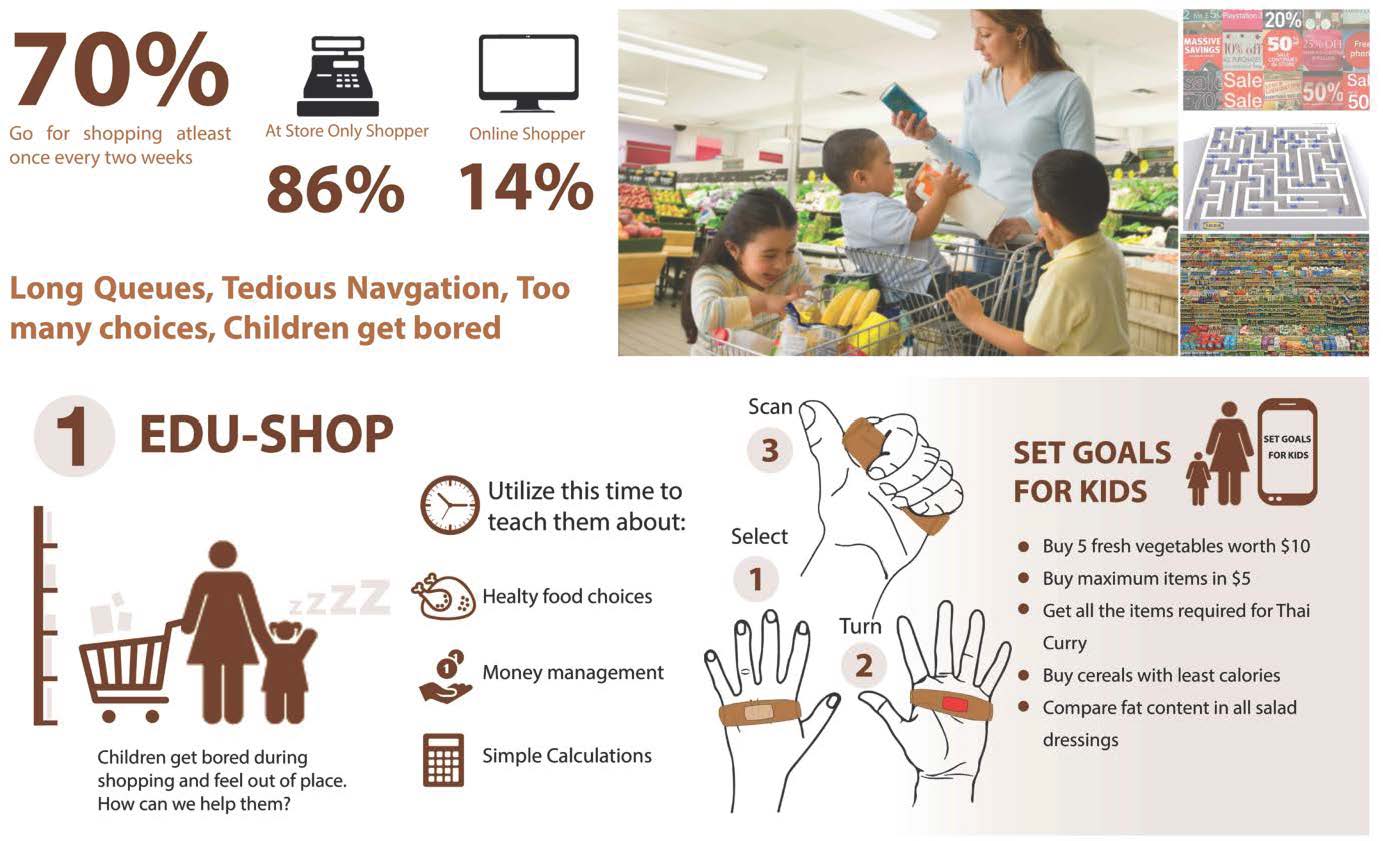 70%
Go for shopping atleast
once every two weeks
At Store Only Shopper
86%
Online Shopper
14%
Long Queues, Tedious Navgation, Too
many choices, Children get bored
20%
MASSIVE
SAVINGS
10% off
50%
25% OFF
Free
Sale
Sale
50%
50
1 EDU-SHOP
zzzzz
Children get bored during
shopping and feel out of place.
How can we help them?
Utilize this time to
teach them about:
Healty food choices
Money management
Simple Calculations
Scan
3
Select
1
Turn
2
SET GOALS
FOR KIDS
SET GOALS
FOR KIDS
Buy 5 fresh vegetables worth $10
Buy maximum items in $5
Get all the items required for Thai
Curry
Buy cereals with least calories
Compare fat content in all salad
dressings